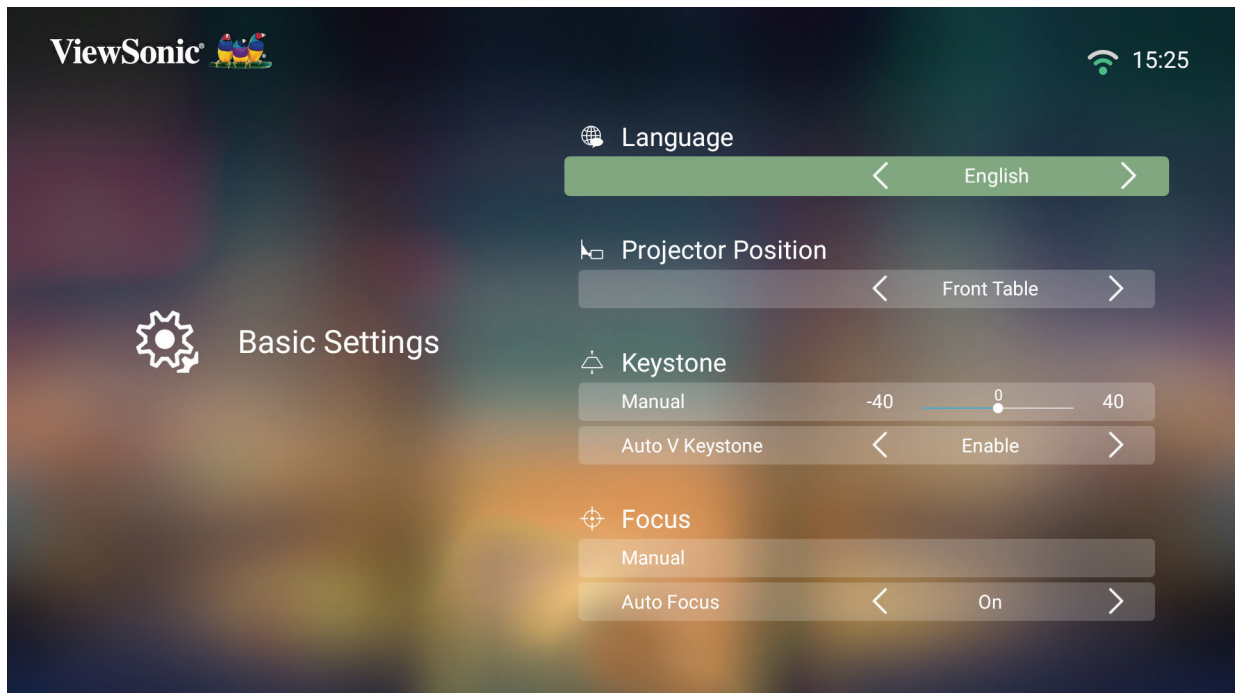 ViewSonic®
15:25
Language
English
Projector Position
Front Table
Basic Settings
Keystone
Manual -40 0 40
Auto V Keystone Enable
Focus
Manual
Auto Focus On